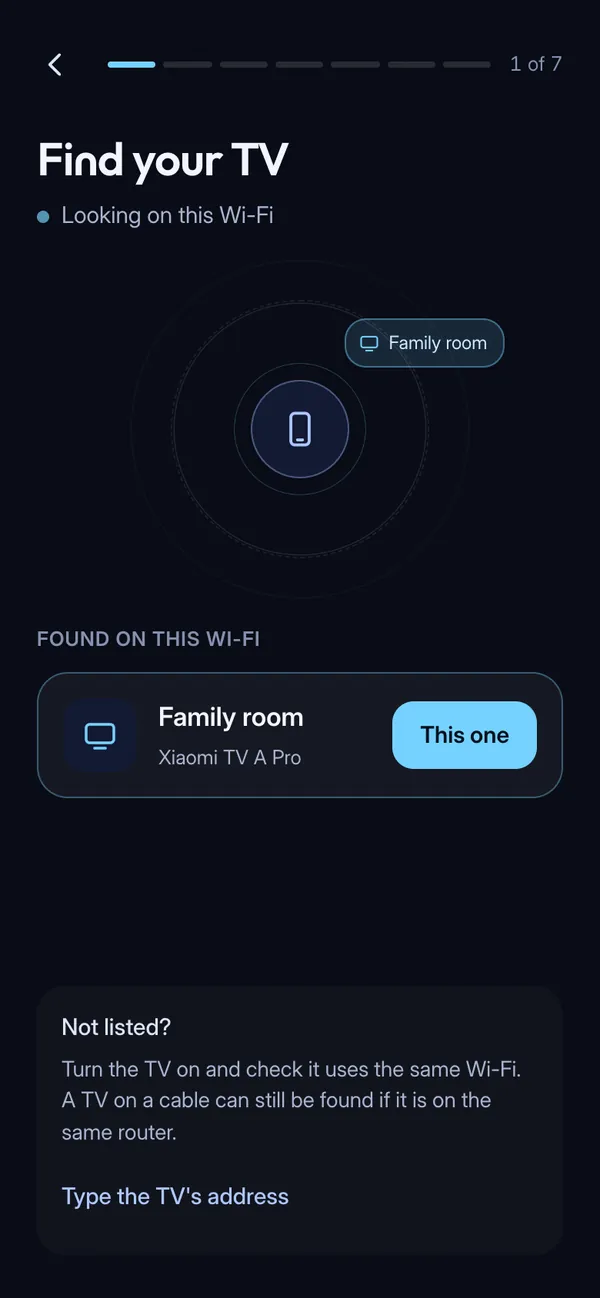 1 of 7
Find your TV
Looking on this Wi-Fi
Family room
FOUND ON THIS WI-FI
Family room
Xiaomi TV A Pro
This one
Not listed?
Turn the TV on and check it uses the same Wi-Fi.
A TV on a cable can still be found if it is on the
same router.
Type the TV's address